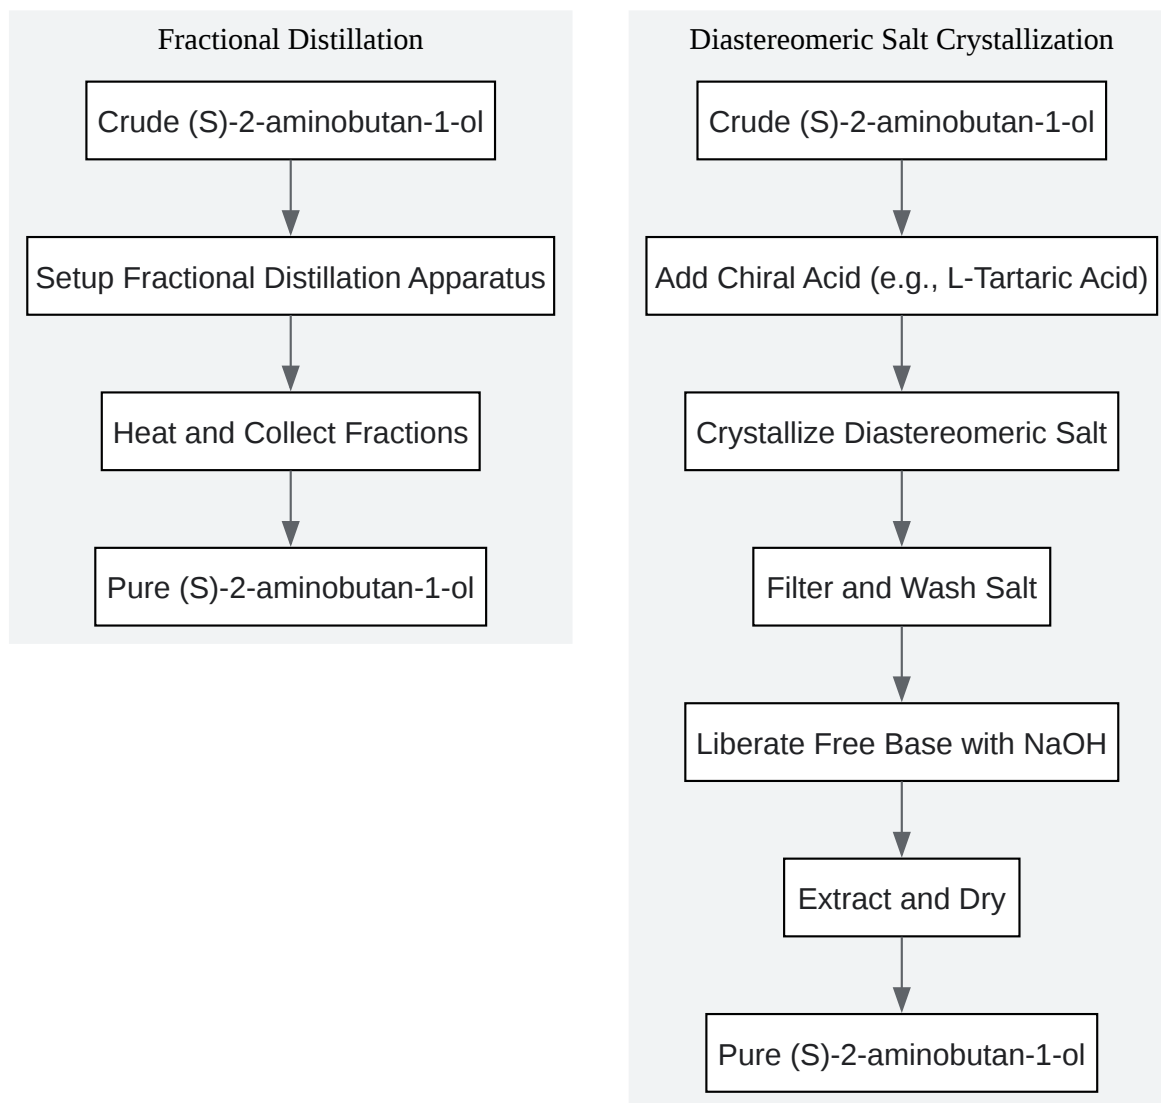 Fractional Distillation
Crude (S)-2-aminobutan-1-ol
Setup Fractional Distillation Apparatus
Heat and Collect Fractions
Pure (S)-2-aminobutan-1-ol
Diastereomeric Salt Crystallization
Crude (S)-2-aminobutan-1-ol
Add Chiral Acid (e.g., L-Tartaric Acid)
Crystallize Diastereomeric Salt
Filter and Wash Salt
Liberate Free Base with NaOH
Extract and Dry
Pure (S)-2-aminobutan-1-ol